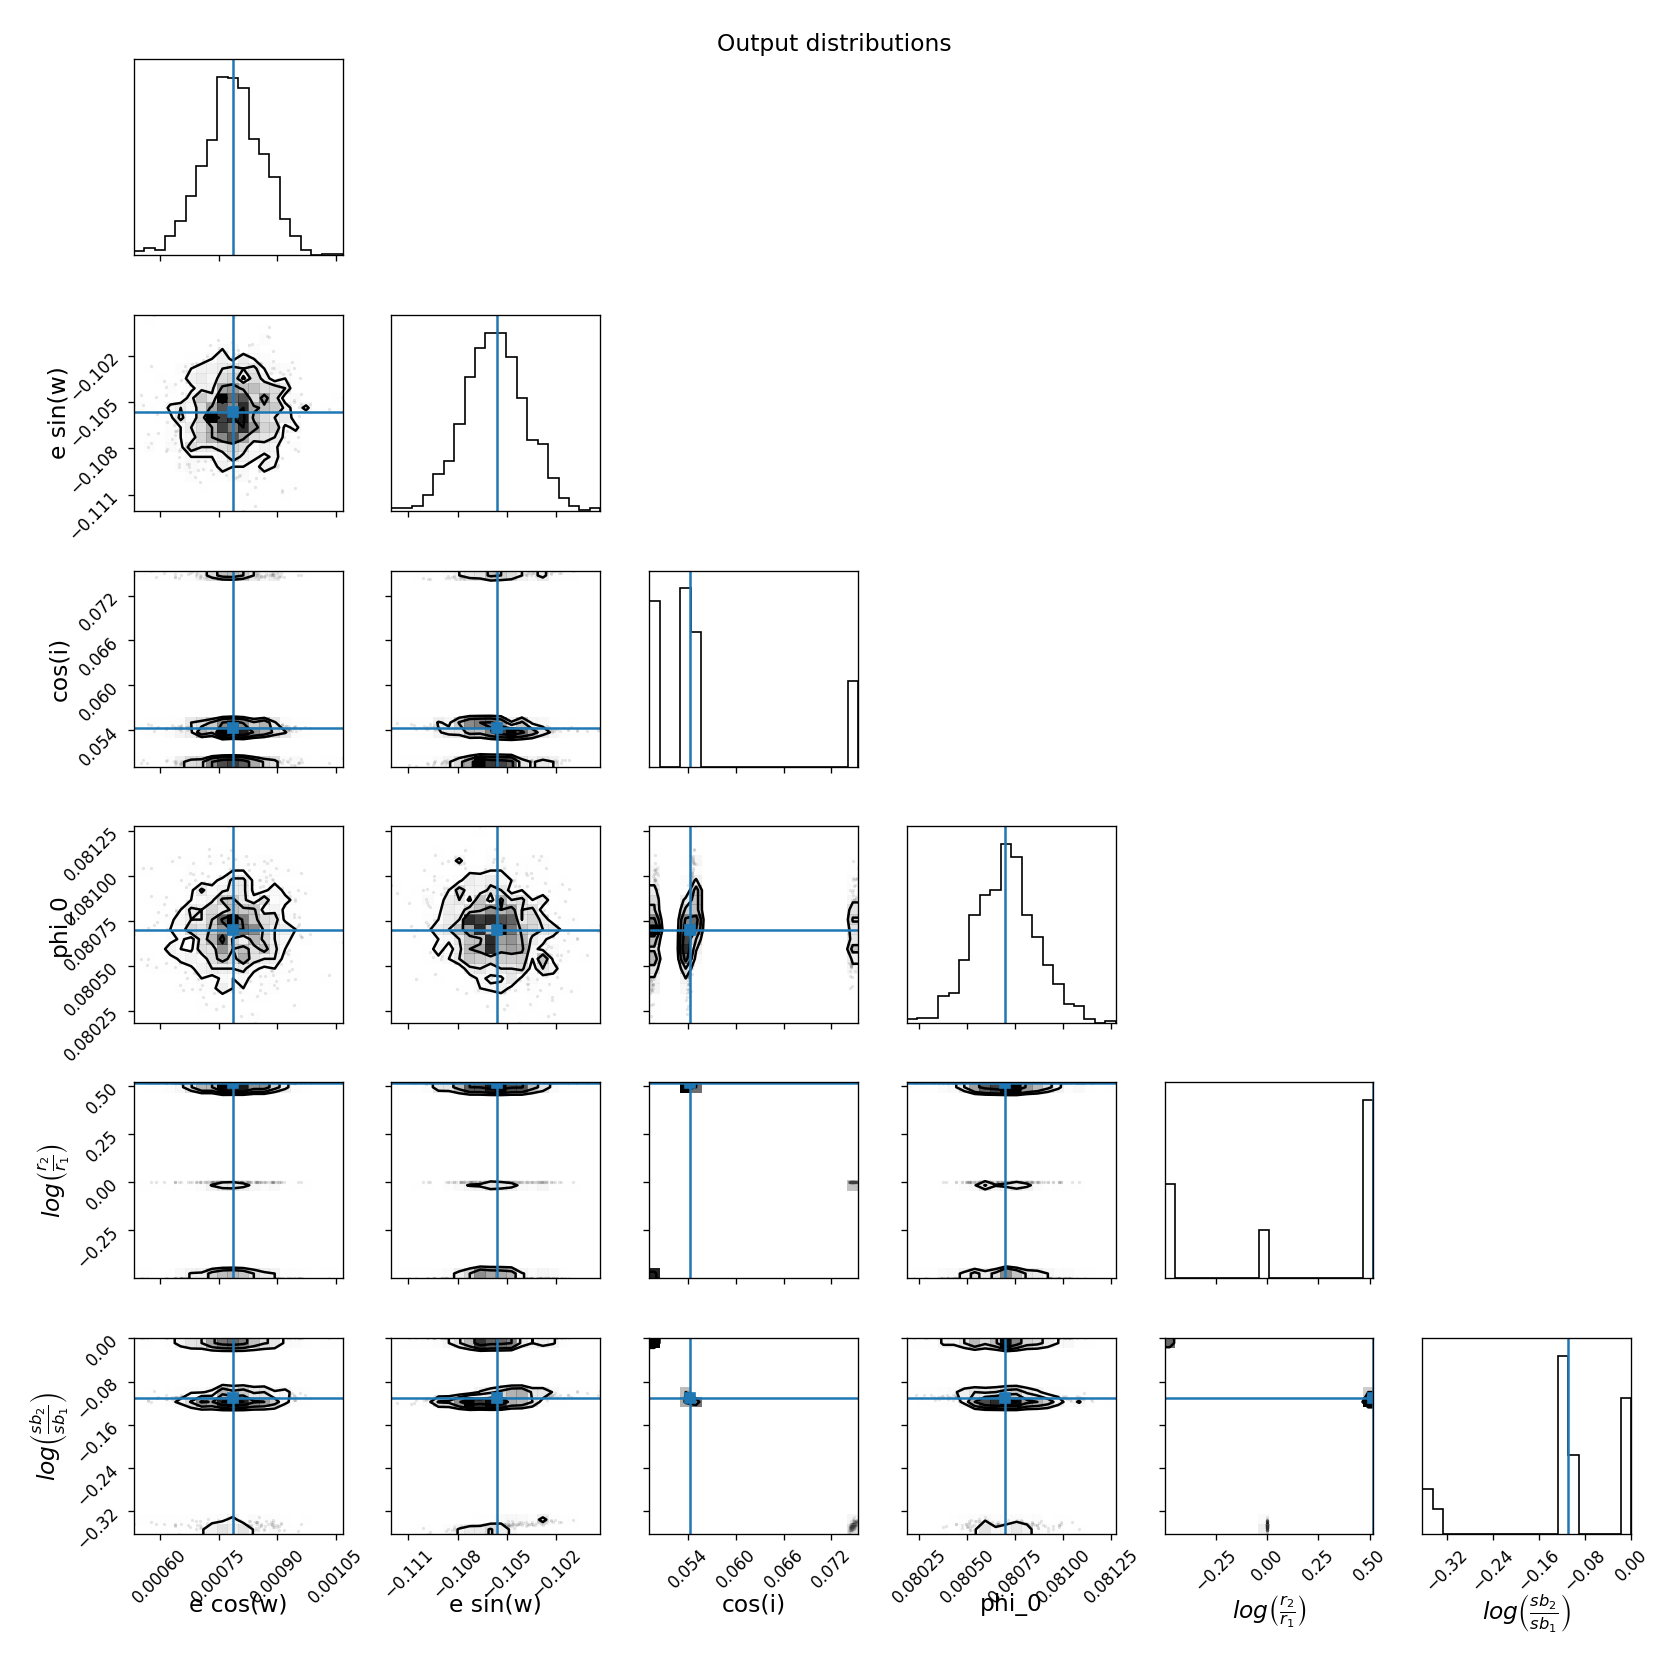 Output distributions
e sin(w)
−0.102
−0.105
−0.108
−0.111
cos(i)
0.072
0.066
0.060
0.054
phi_0
0.08125
0.08100
0.08075
0.08050
0.08025
log(r2/r1)
0.50
0.25
0.00
−0.25
log(sb2/sb1)
0.00
−0.08
−0.16
−0.24
−0.32
0.00060 0.00075 0.00090 0.00105
−0.111 −0.108 −0.105 −0.102
0.054 0.060 0.066 0.072
0.08025 0.08050 0.08075 0.08100 0.08125
−0.25 0.00 0.25 0.50
−0.32 −0.24 −0.16 −0.08 0.00
e cos(w) e sin(w) cos(i) phi_0 log(r2/r1) log(sb2/sb1)